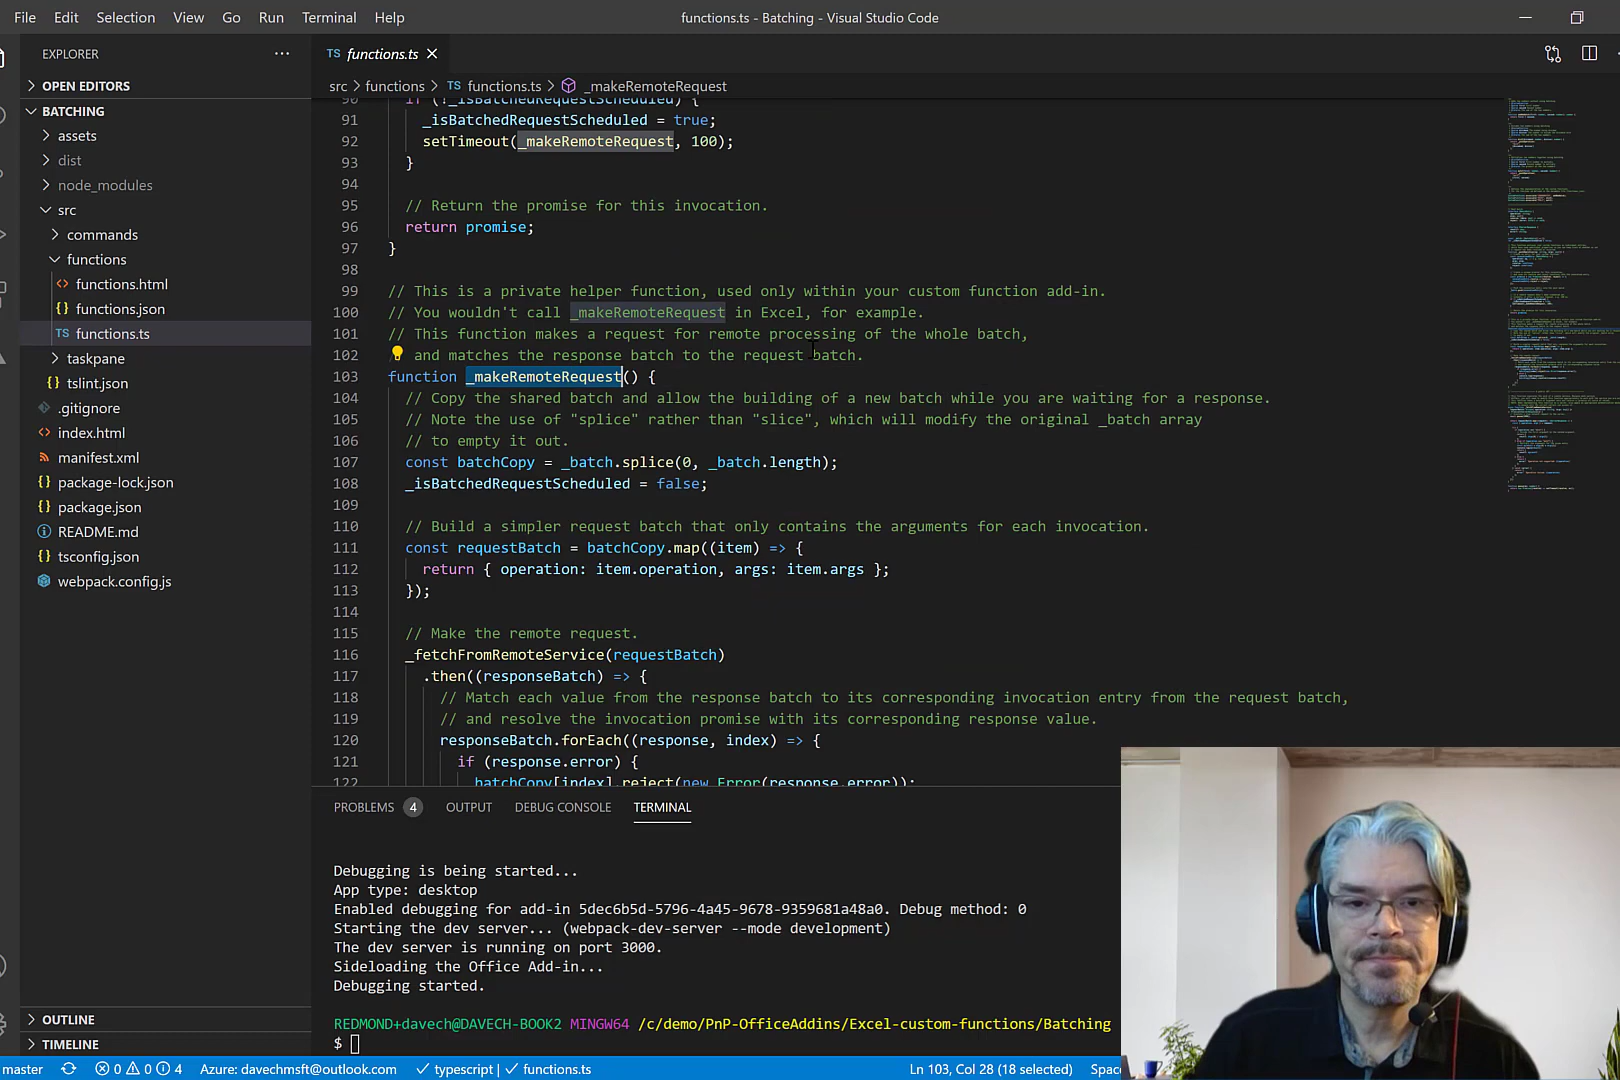 File Edit Selection View Go Run Terminal Help
functions.ts - Batching - Visual Studio Code
EXPLORER
OPEN EDITORS
BATCHING
assets
dist
node_modules
src
commands
functions
functions.html
functions.json
TS functions.ts
taskpane
tslint.json
.gitignore
index.html
manifest.xml
package-lock.json
package.json
README.md
tsconfig.json
webpack.config.js
OUTLINE
TIMELINE
TS functions.ts
src > functions > TS functions.ts > _makeRemoteRequest
90 if (!_isBatchedRequestScheduled) {
91 _isBatchedRequestScheduled = true;
92 setTimeout(_makeRemoteRequest, 100);
93 }
94
95 // Return the promise for this invocation.
96 return promise;
97 }
98
99 // This is a private helper function, used only within your custom function add-in.
100 // You wouldn't call _makeRemoteRequest in Excel, for example.
101 // This function makes a request for remote processing of the whole batch,
102 // and matches the response batch to the request batch.
103 function _makeRemoteRequest() {
104 // Copy the shared batch and allow the building of a new batch while you are waiting for a response.
105 // Note the use of "splice" rather than "slice", which will modify the original _batch array
106 // to empty it out.
107 const batchCopy = _batch.splice(0, _batch.length);
108 _isBatchedRequestScheduled = false;
109
110 // Build a simpler request batch that only contains the arguments for each invocation.
111 const requestBatch = batchCopy.map((item) => {
112 return { operation: item.operation, args: item.args };
113 });
114
115 // Make the remote request.
116 _fetchFromRemoteService(requestBatch)
117 .then((responseBatch) => {
118 // Match each value from the response batch to its corresponding invocation entry from the request batch,
119 // and resolve the invocation promise with its corresponding response value.
120 responseBatch.forEach((response, index) => {
121 if (response.error) {
122 batchCopy[index].reject(new Error(response.error));
PROBLEMS 4 OUTPUT DEBUG CONSOLE TERMINAL
Debugging is being started...
App type: desktop
Enabled debugging for add-in 5dec6b5d-5796-4a45-9678-9359681a48a0. Debug method: 0
Starting the dev server... (webpack-dev-server --mode development)
The dev server is running on port 3000.
Sideloading the Office Add-in...
Debugging started.
REDMOND+davech@DAVECH-BOOK2 MINGW64 /c/demo/PnP-OfficeAddins/Excel-custom-functions/Batching
$
master 0 0 4 Azure: davechmsft@outlook.com typescript | functions.ts Ln 103, Col 28 (18 selected) Spac